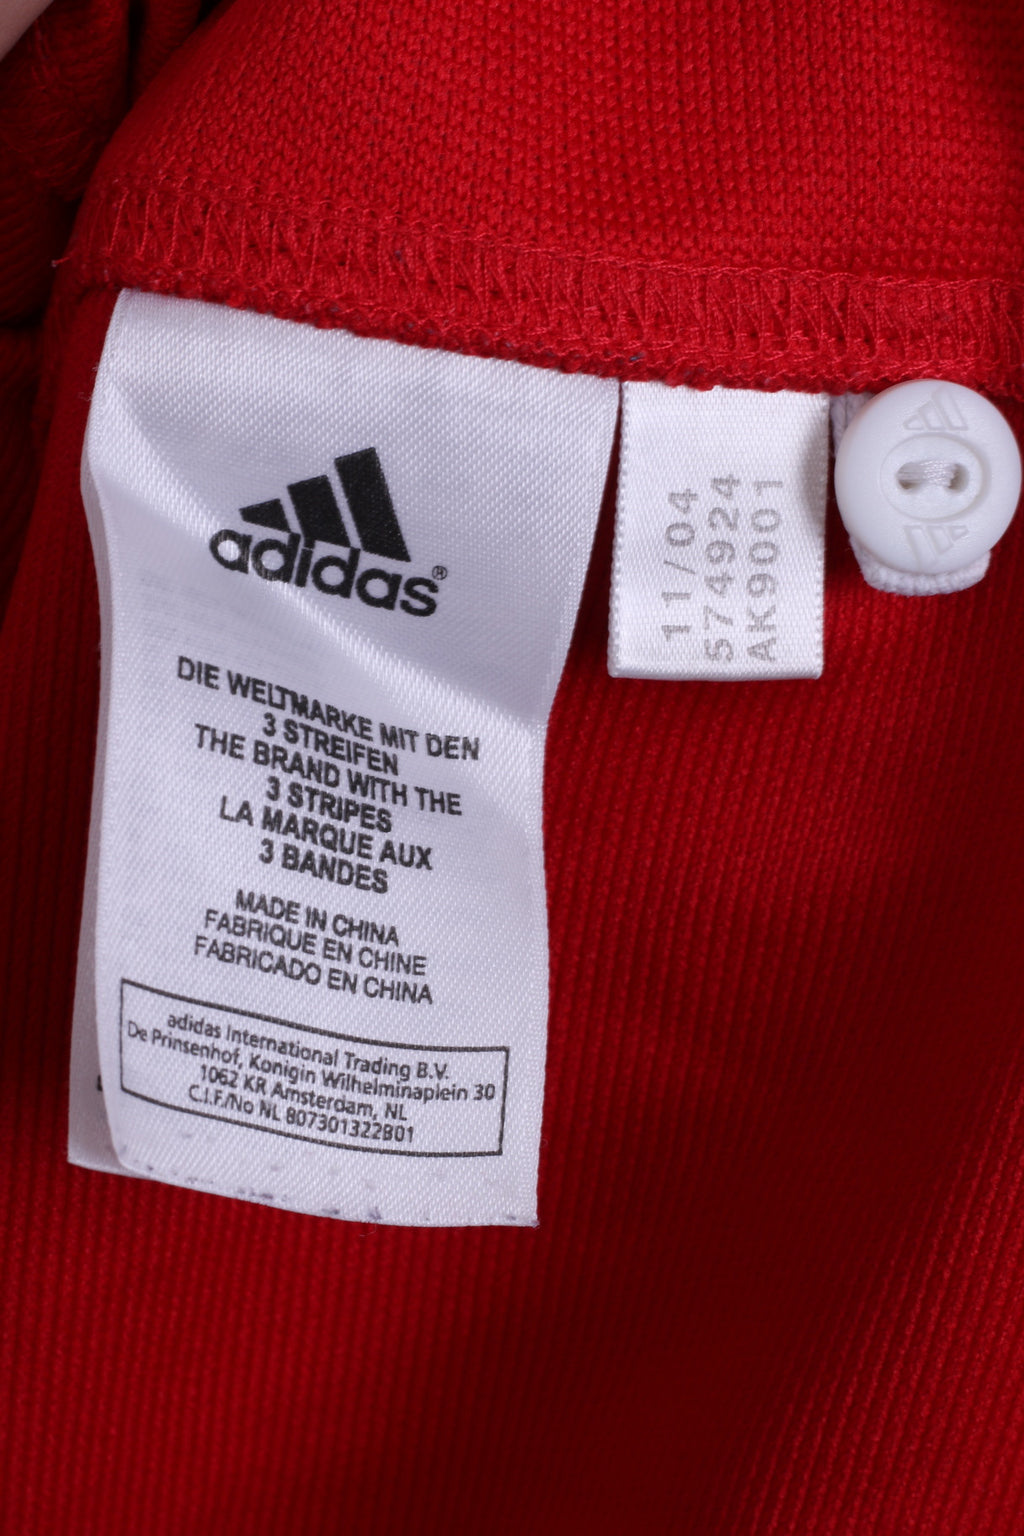 adidas®
DIE WELTMARKE MIT DEN
3 STREIFEN
THE BRAND WITH THE
3 STRIPES
LA MARQUE AUX
3 BANDES
MADE IN CHINA
FABRIQUE EN CHINE
FABRICADO EN CHINA
adidas International Trading B.V.
De Prinsenhof, Konigin Wilhelminaplein 30
1062 KR Amsterdam, NL
C.I.F./No NL 807301322B01
11/04
574924
AK9001